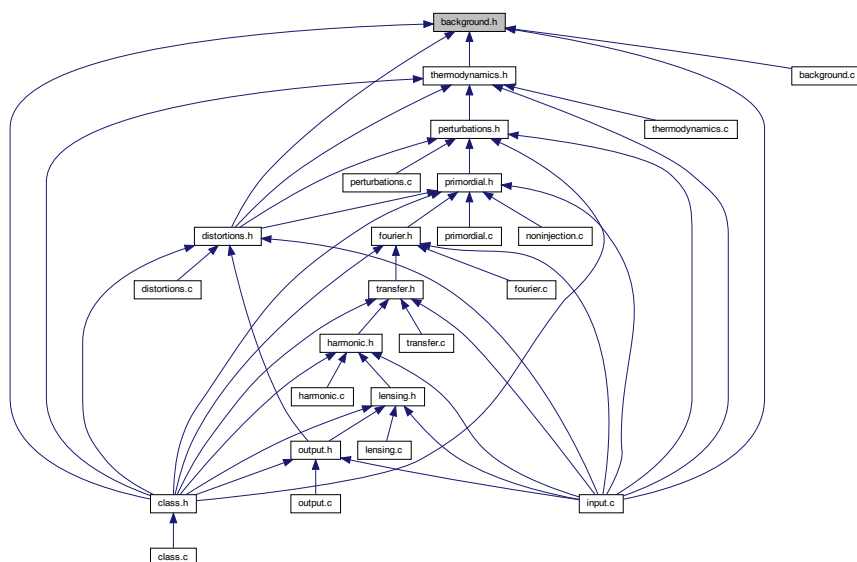 background.h
thermodynamics.h
background.c
perturbations.h
thermodynamics.c
perturbations.c
primordial.h
distortions.h
fourier.h
primordial.c
noninjection.c
distortions.c
transfer.h
fourier.c
harmonic.h
transfer.c
harmonic.c
lensing.h
output.h
lensing.c
class.h
output.c
input.c
class.c